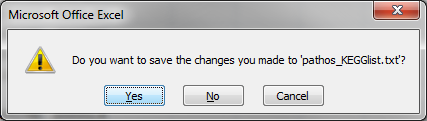 Microsoft Office Excel
Do you want to save the changes you made to 'pathos_KEGGlist.txt'?
Yes No Cancel